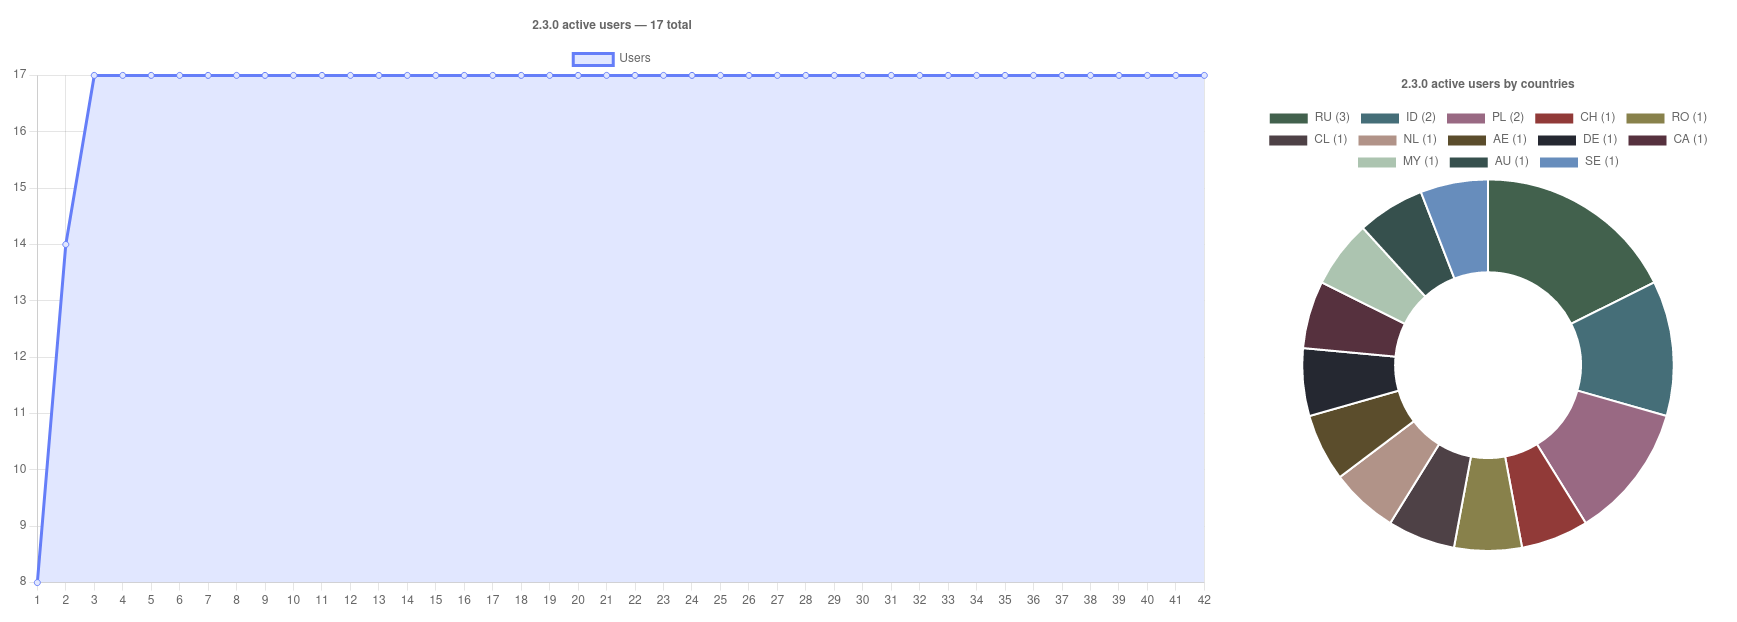 2.3.0 active users — 17 total
Users
17
16
15
14
13
12
11
10
9
8
1 2 3 4 5 6 7 8 9 10 11 12 13 14 15 16 17 18 19 20 21 22 23 24 25 26 27 28 29 30 31 32 33 34 35 36 37 38 39 40 41 42
2.3.0 active users by countries
RU (3) ID (2) PL (2) CH (1) RO (1)
CL (1) NL (1) AE (1) DE (1) CA (1)
MY (1) AU (1) SE (1)